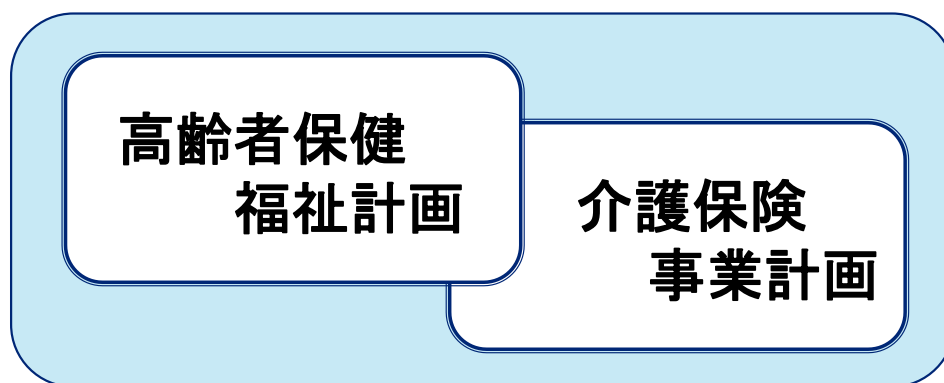 高齢者保健
福祉計画
介護保険
事業計画